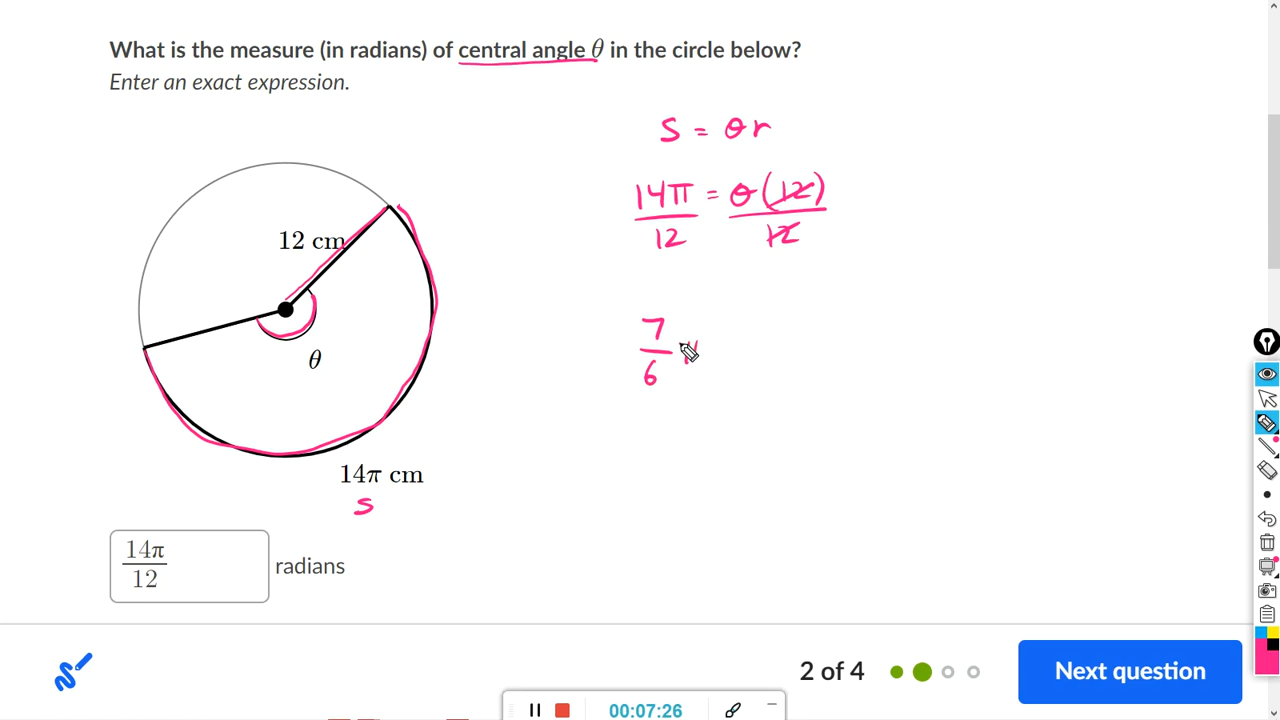 What is the measure (in radians) of central angle θ in the circle below?
Enter an exact expression.
s = θr
14π/12 = θ(12)/12
12 cm
7/6
θ
14π cm
s
14π/12 radians
2 of 4
Next question
00:07:26